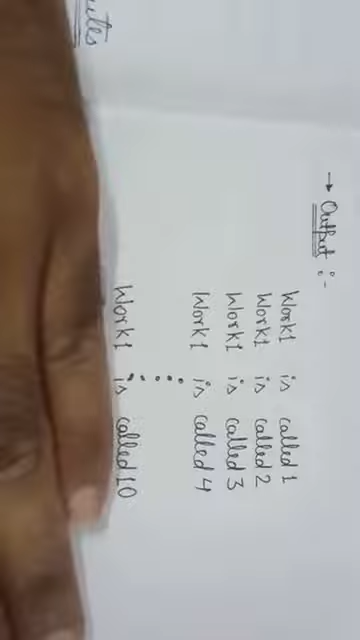 → Output :-
Work1 is called 1
Work1 is called 2
Work1 is called 3
Work1 is called 4
....
Work1 is called 10